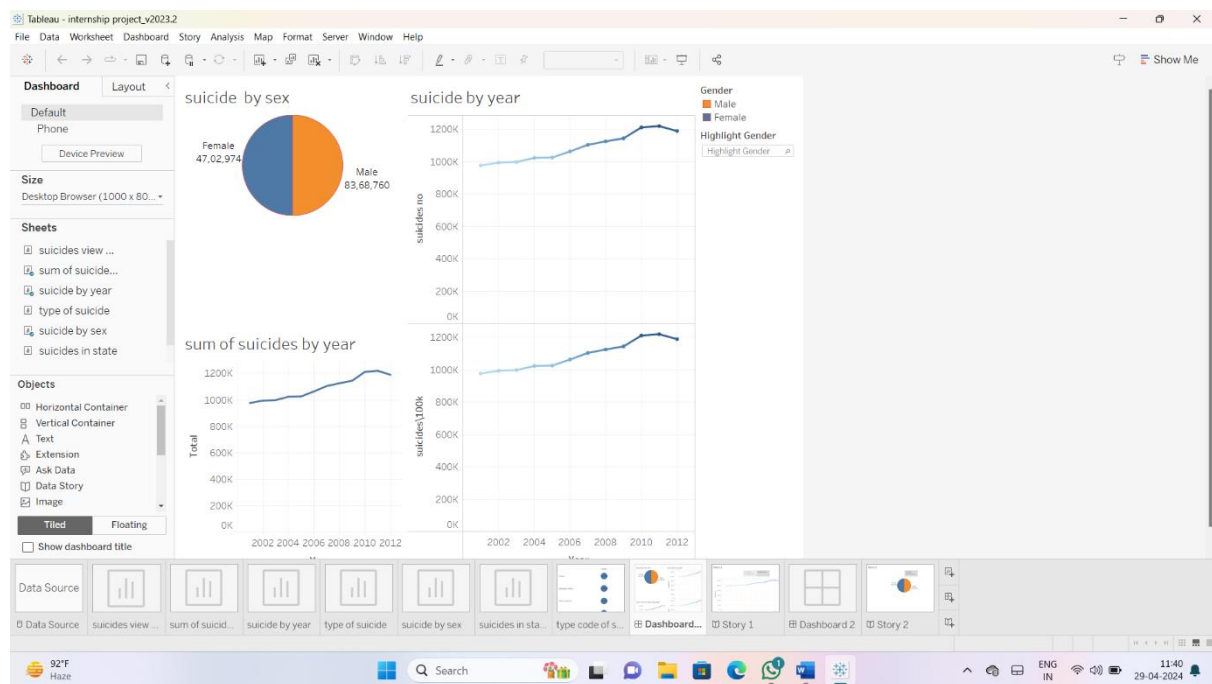 Tableau - internship project_v2023.2
File Data Worksheet Dashboard Story Analysis Map Format Server Window Help
Show Me
Dashboard Layout
Default
Phone
Device Preview
Size
Desktop Browser (1000 x 80...
Sheets
suicides view ...
sum of suicide...
suicide by year
type of suicide
suicide by sex
suicides in state
Objects
Horizontal Container
Vertical Container
A Text
Extension
Ask Data
Data Story
Image
Tiled Floating
Show dashboard title
suicide by sex
Female
47,02,974
Male
83,68,760
sum of suicides by year
Total
1200K
1000K
800K
600K
400K
200K
0K
2002 2004 2006 2008 2010 2012
suicide by year
suicides no
1200K
1000K
800K
600K
400K
200K
0K
suicides\100k
1200K
1000K
800K
600K
400K
200K
0K
2002 2004 2006 2008 2010 2012
Year
Gender
Male
Female
Highlight Gender
Highlight Gender
Data Source
Data Source suicides view ... sum of suicid... suicide by year type of suicide suicide by sex suicides in sta... type code of s... Dashboard... Story 1 Dashboard 2 Story 2
92°F
Haze
Search
ENG
IN
11:40
29-04-2024